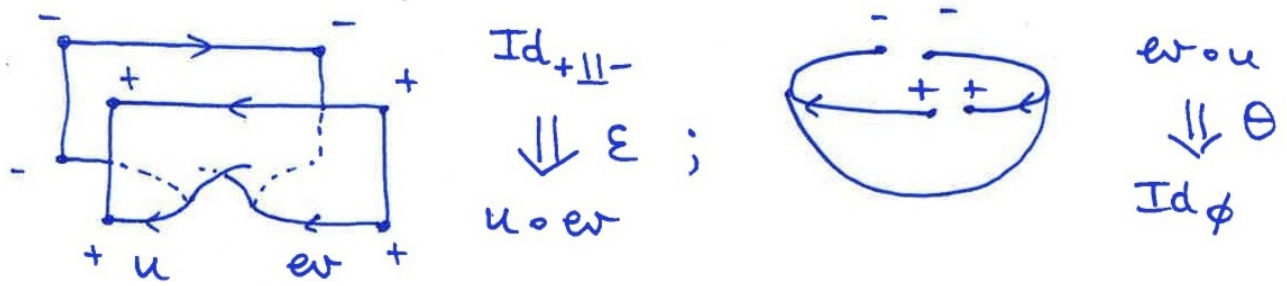 - -
+ +
Id₊⊔₋
⇓ ε ;
u∘ev
-
+ u ev +
- -
+ +
ev∘u
⇓ θ
Idϕ